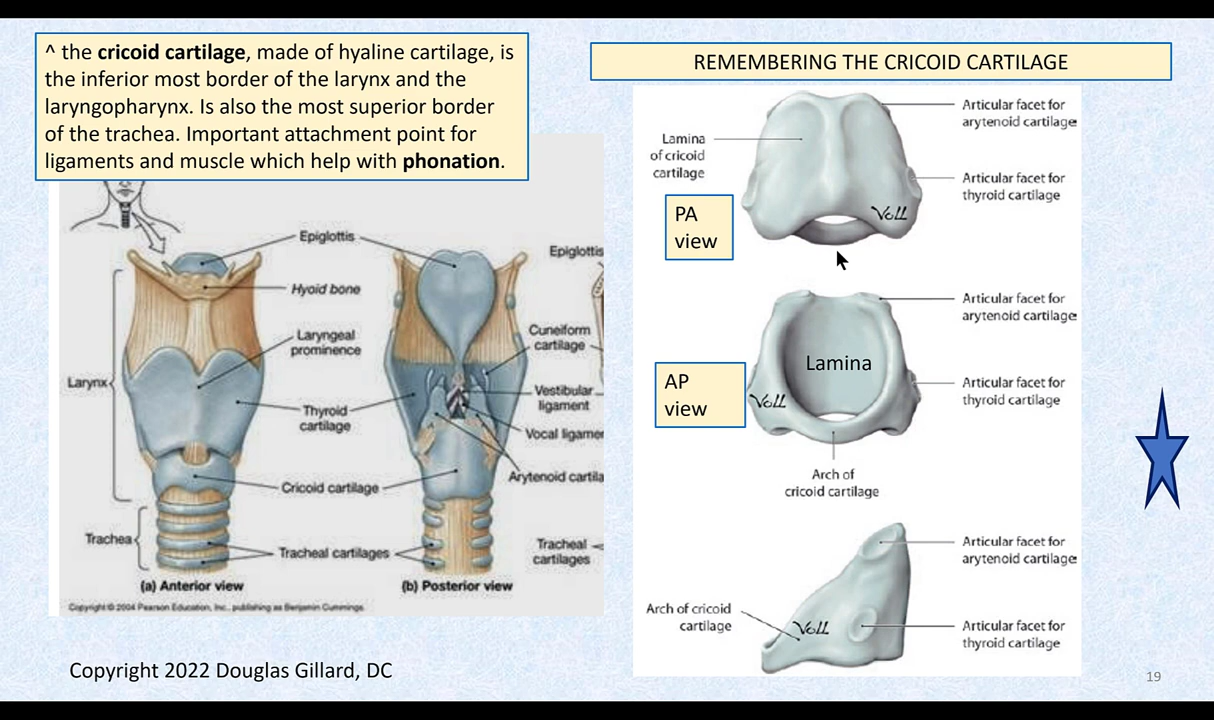 ^ the cricoid cartilage, made of hyaline cartilage, is
the inferior most border of the larynx and the
laryngopharynx. Is also the most superior border
of the trachea. Important attachment point for
ligaments and muscle which help with phonation.
REMEMBERING THE CRICOID CARTILAGE
Epiglottis
Hyoid bone
Laryngeal
prominence
Larynx
Thyroid
cartilage
Cricoid cartilage
Trachea
Tracheal cartilages
(a) Anterior view
(b) Posterior view
Epiglottis
Cuneiform
cartilage
Vestibular
ligament
Vocal ligamer
Arytenoid cartila
Tracheal
cartilages
Copyright © 2004 Pearson Education, Inc., publishing as Benjamin Cummings.
Lamina
of cricoid
cartilage
Articular facet for
arytenoid cartilage
Articular facet for
thyroid cartilage
Voll
PA
view
Articular facet for
arytenoid cartilage
Lamina
AP
view
Voll
Articular facet for
thyroid cartilage
Arch of
cricoid cartilage
Articular facet for
arytenoid cartilage
Arch of cricoid
cartilage
Voll
Articular facet for
thyroid cartilage
Copyright 2022 Douglas Gillard, DC
19